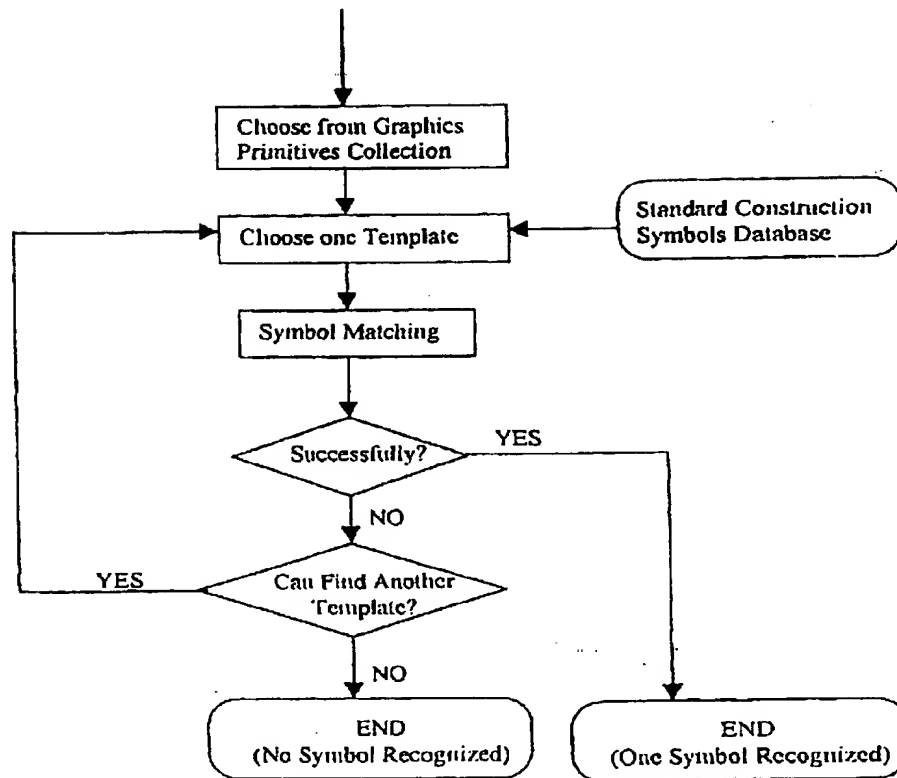 Choose from Graphics
Primitives Collection
Choose one Template
Standard Construction
Symbols Database
Symbol Matching
Successfully?
YES
NO
YES
Can Find Another
Template?
NO
END
(No Symbol Recognized)
END
(One Symbol Recognized)